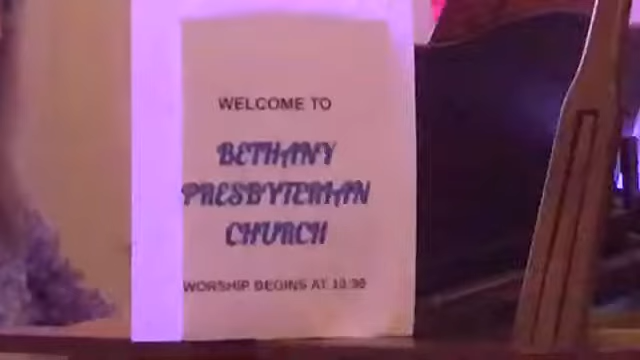 WELCOME TO
BETHANY
PRESBYTERIAN
CHURCH
WORSHIP BEGINS AT 10:30